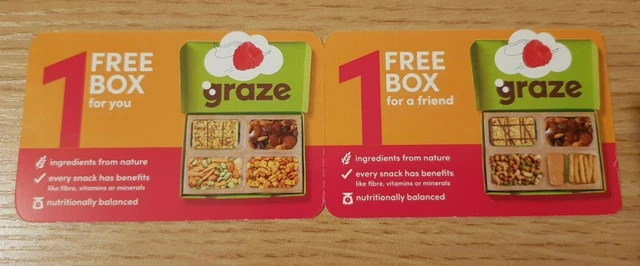 1 FREE
BOX
for you
graze
ingredients from nature
every snack has benefits
like fibre, vitamins or minerals
nutritionally balanced
1 FREE
BOX
for a friend
graze
ingredients from nature
every snack has benefits
like fibre, vitamins or minerals
nutritionally balanced